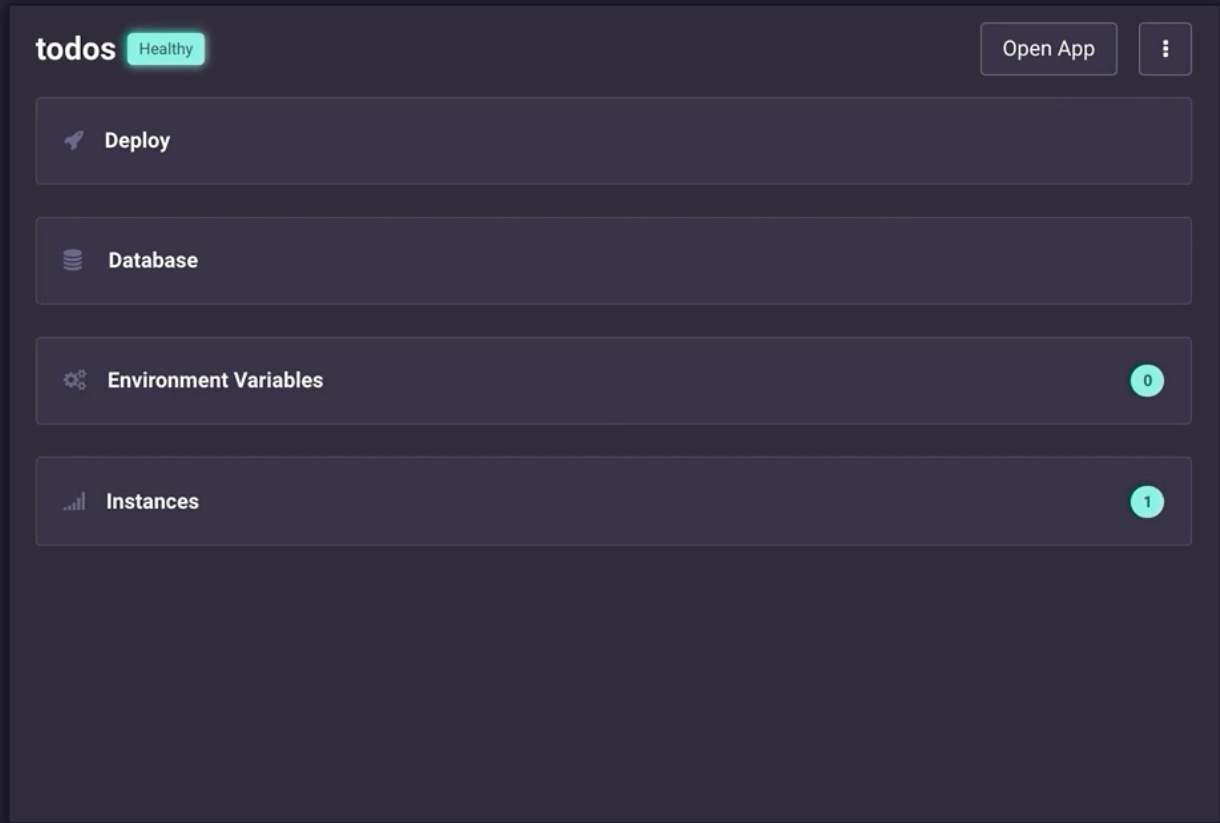 todos Healthy Open App
Deploy
Database
Environment Variables 0
Instances 1